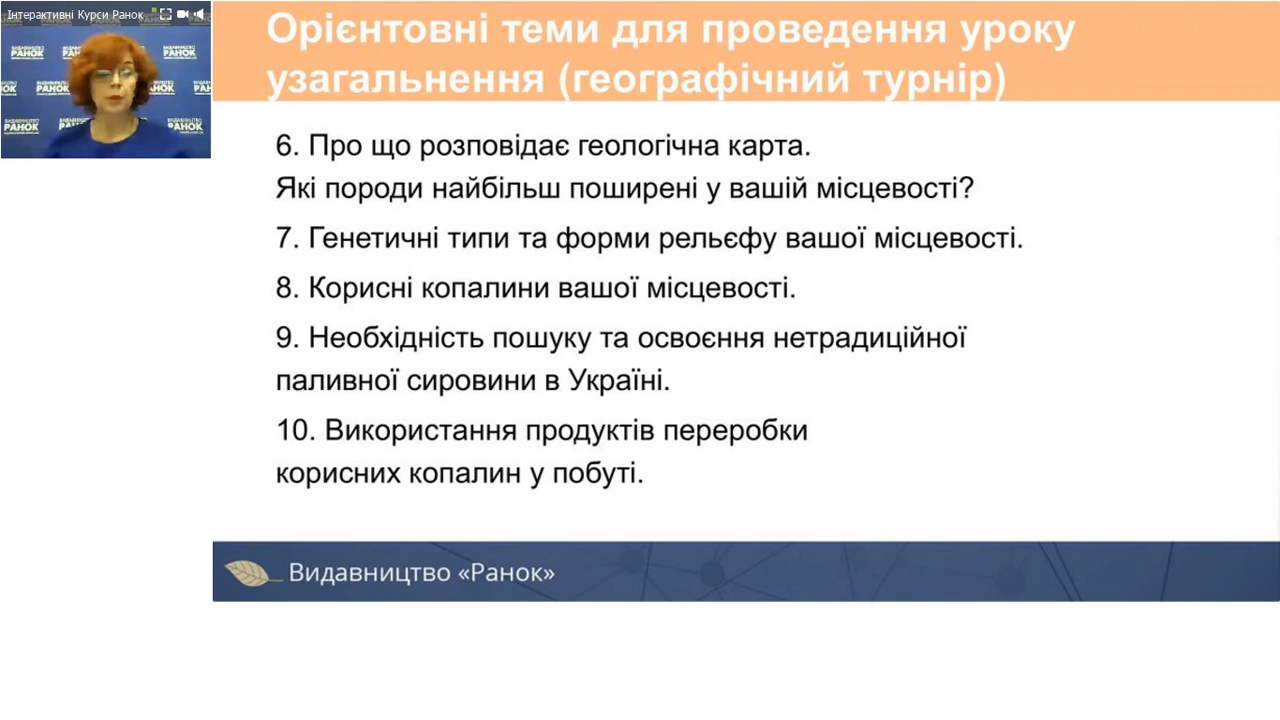 Інтерактивні Курси Ранок
ВИДАВНИЦТВО
РАНОК
Орієнтовні теми для проведення уроку
узагальнення (географічний турнір)
6. Про що розповідає геологічна карта.
Які породи найбільш поширені у вашій місцевості?
7. Генетичні типи та форми рельєфу вашої місцевості.
8. Корисні копалини вашої місцевості.
9. Необхідність пошуку та освоєння нетрадиційної
паливної сировини в Україні.
10. Використання продуктів переробки
корисних копалин у побуті.
Видавництво «Ранок»